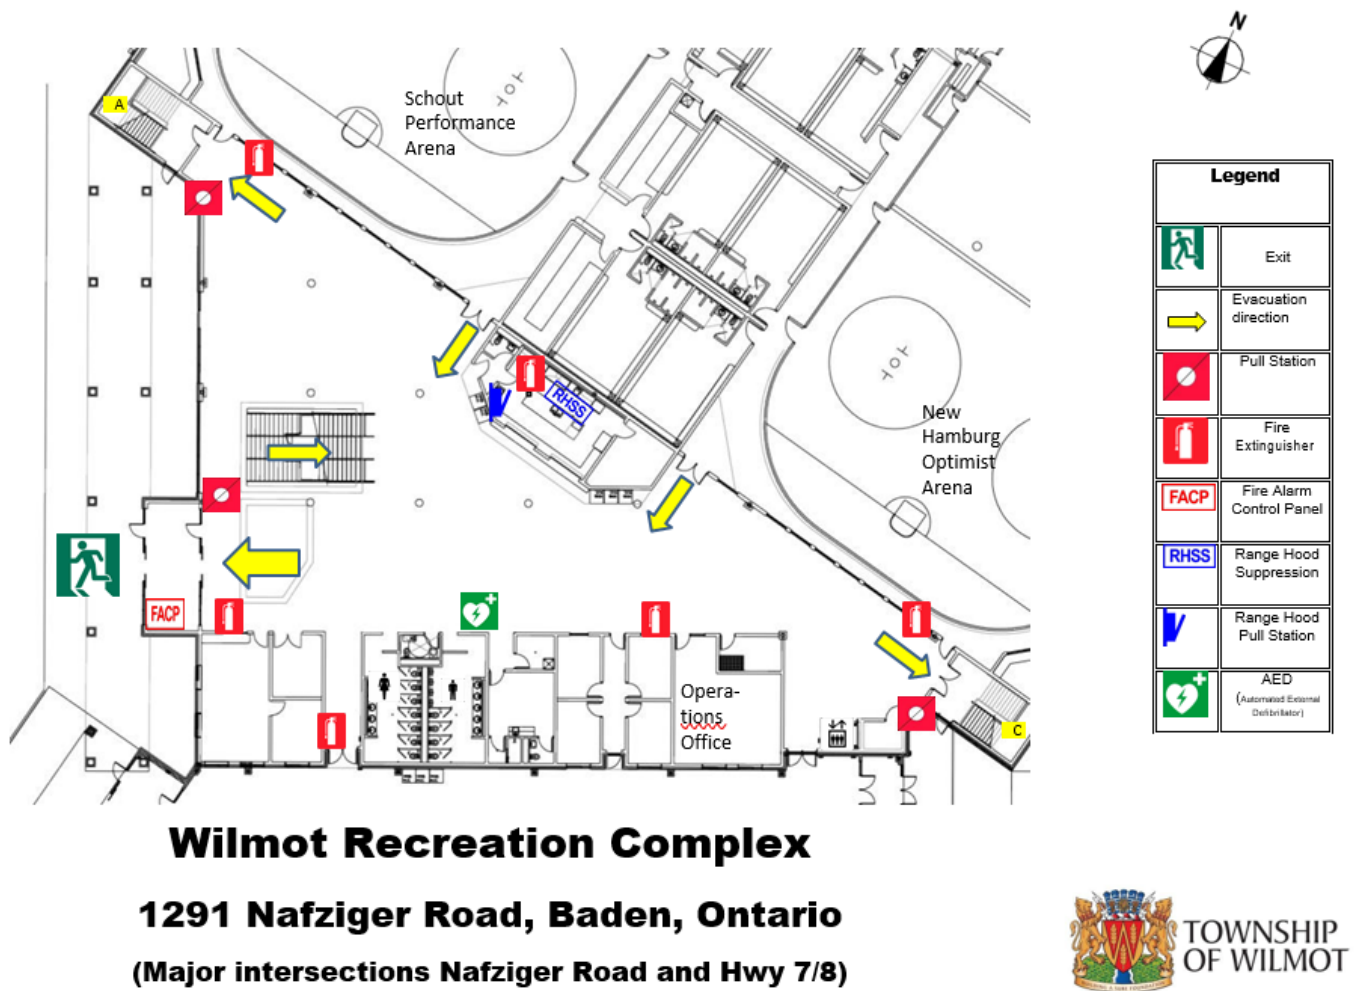 N
A
Schout
Performance
Arena
TOH
TOH
RHSS
New
Hamburg
Optimist
Arena
FACP
Opera-
tions
Office
C
Legend
Exit
Evacuation
direction
Pull Station
Fire
Extinguisher
FACP
Fire Alarm
Control Panel
RHSS
Range Hood
Suppression
Range Hood
Pull Station
AED
(Automated External
Defibrillator)
Wilmot Recreation Complex
1291 Nafziger Road, Baden, Ontario
(Major intersections Nafziger Road and Hwy 7/8)
TOWNSHIP
OF WILMOT